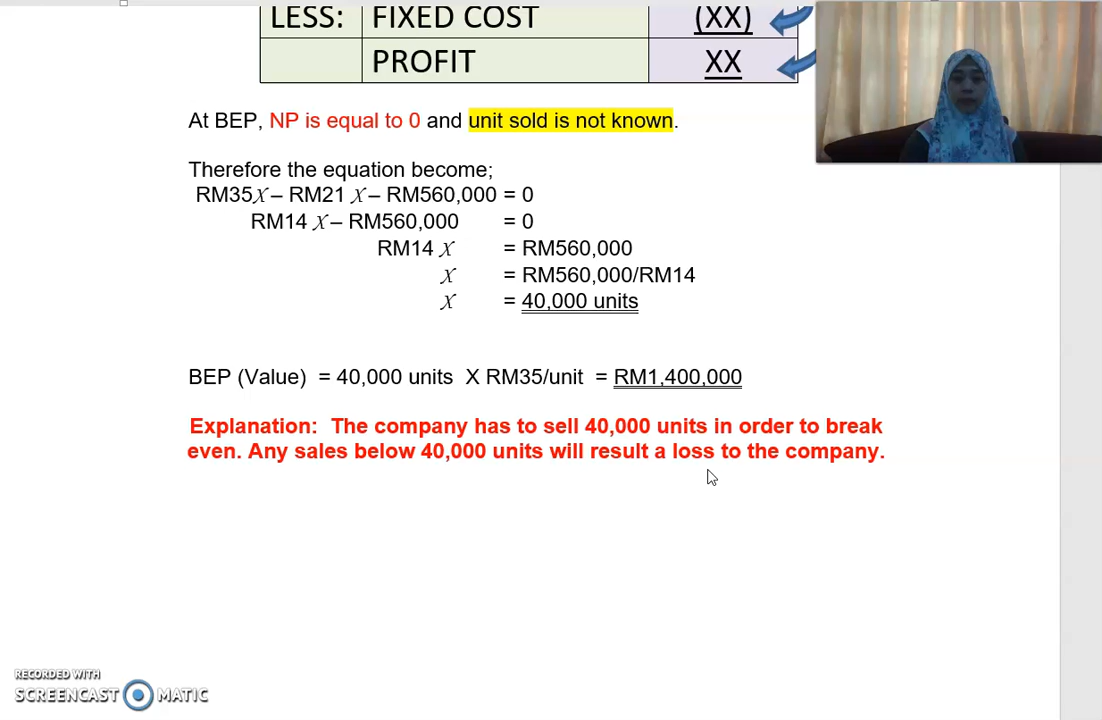 LESS: FIXED COST (XX)
PROFIT XX
At BEP, NP is equal to 0 and unit sold is not known.
Therefore the equation become;
RM35X – RM21 X – RM560,000 = 0
RM14 X – RM560,000 = 0
RM14 X = RM560,000
X = RM560,000/RM14
X = 40,000 units
BEP (Value) = 40,000 units X RM35/unit = RM1,400,000
Explanation: The company has to sell 40,000 units in order to break
even. Any sales below 40,000 units will result a loss to the company.
RECORDED WITH
SCREENCAST MATIC